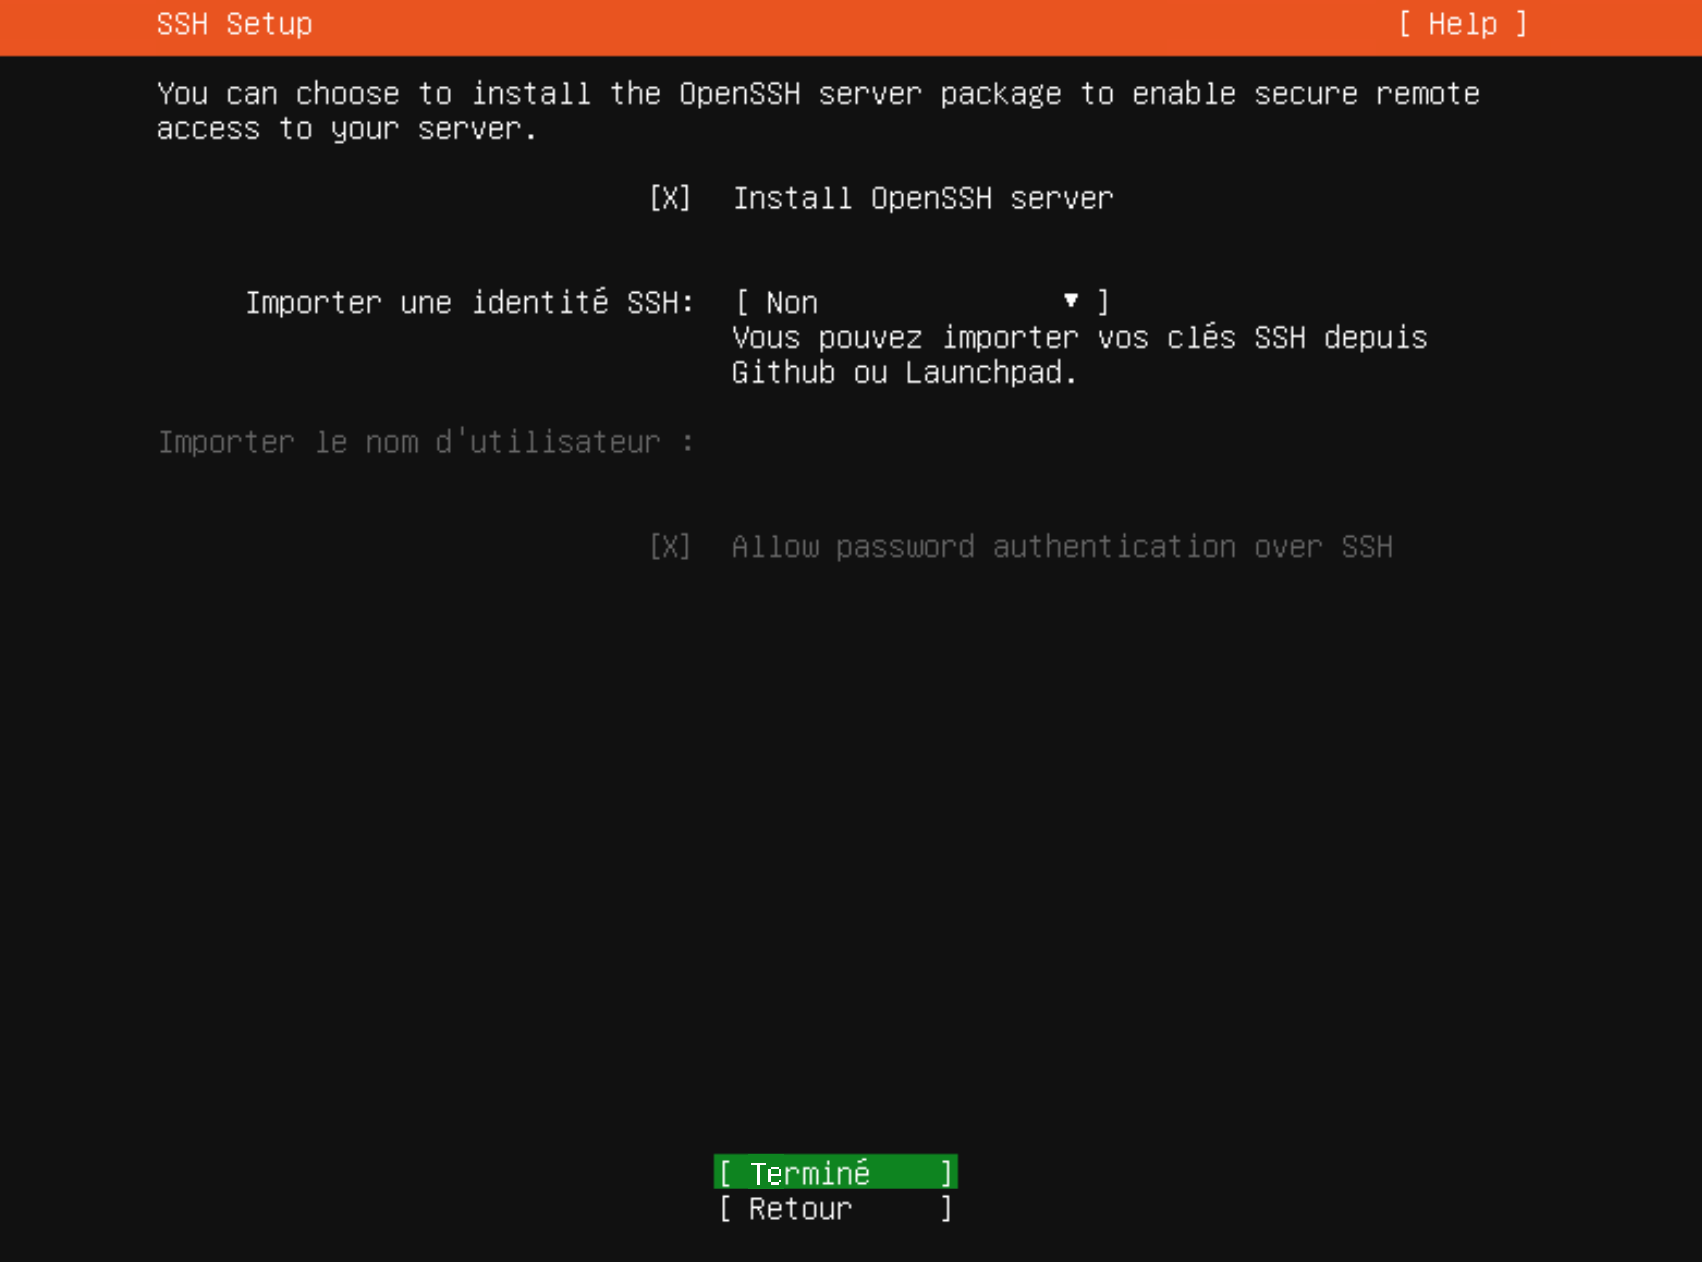 SSH Setup [ Help ]
You can choose to install the OpenSSH server package to enable secure remote
access to your server.
[X] Install OpenSSH server
Importer une identité SSH: [ Non ▼ ]
Vous pouvez importer vos clés SSH depuis
Github ou Launchpad.
Importer le nom d'utilisateur :
[X] Allow password authentication over SSH
[ Terminé ]
[ Retour ]